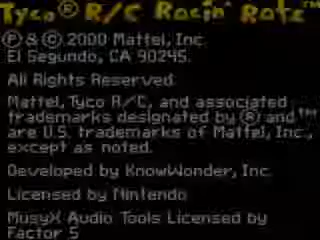 Tyco® R/C Racin' Ratz™
℗ & © 2000 Mattel, Inc.
El Segundo, CA 90245.
All Rights Reserved.
Mattel, Tyco R/C, and associated
trademarks designated by ® and ™
are U.S. trademarks of Mattel, Inc.,
except as noted.
Developed by KnowWonder, Inc.
Licensed by Nintendo
MusyX Audio Tools Licensed by
Factor 5